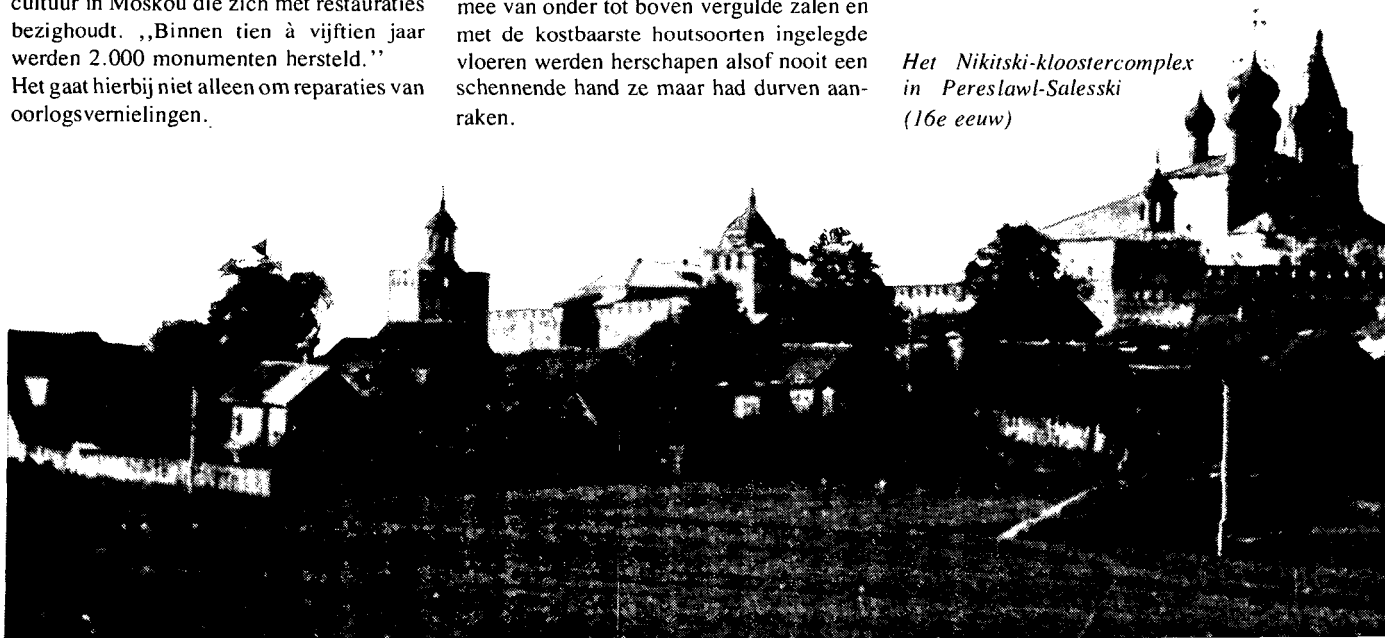 cultuur in Moskou die zich met restauraties
bezighoudt. ,,Binnen tien à vijftien jaar
werden 2.000 monumenten hersteld.’’
Het gaat hierbij niet alleen om reparaties van
oorlogsvernielingen.
mee van onder tot boven vergulde zalen en
met de kostbaarste houtsoorten ingelegde
vloeren werden herschapen alsof nooit een
schennende hand ze maar had durven aan-
raken.
Het Nikitski-kloostercomplex
in Pereslawl-Salesski
(16e eeuw)